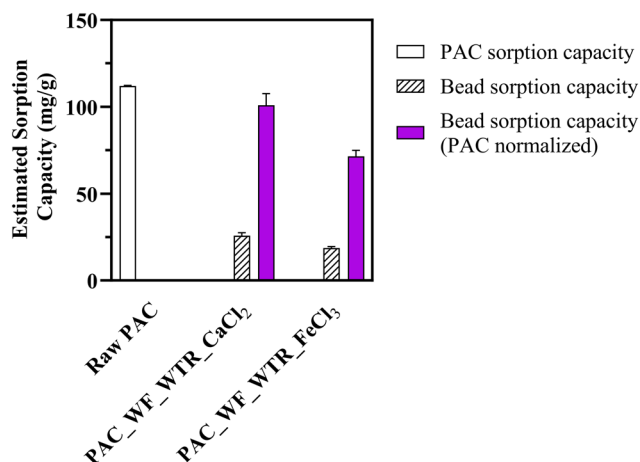 150
100
50
0
Estimated Sorption
Capacity (mg/g)
PAC sorption capacity
Bead sorption capacity
Bead sorption capacity
(PAC normalized)
Raw PAC
PAC_WF_WTR_CaCl₂
PAC_WF_WTR_FeCl₃